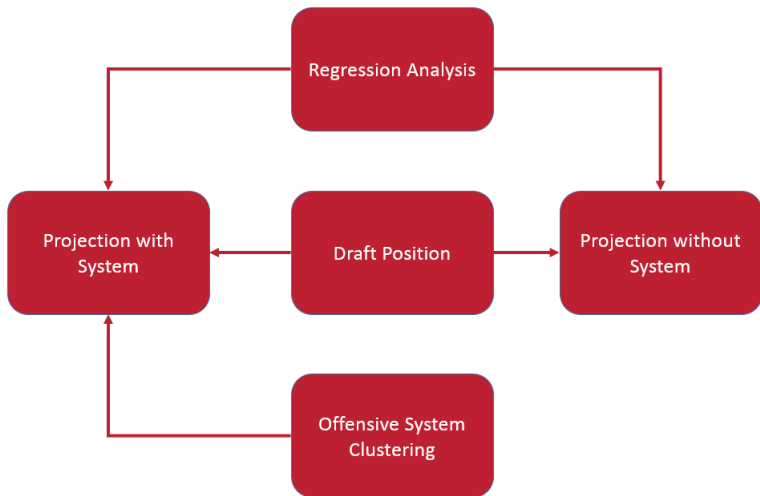 Regression Analysis
Projection with
System
Draft Position
Projection without
System
Offensive System
Clustering